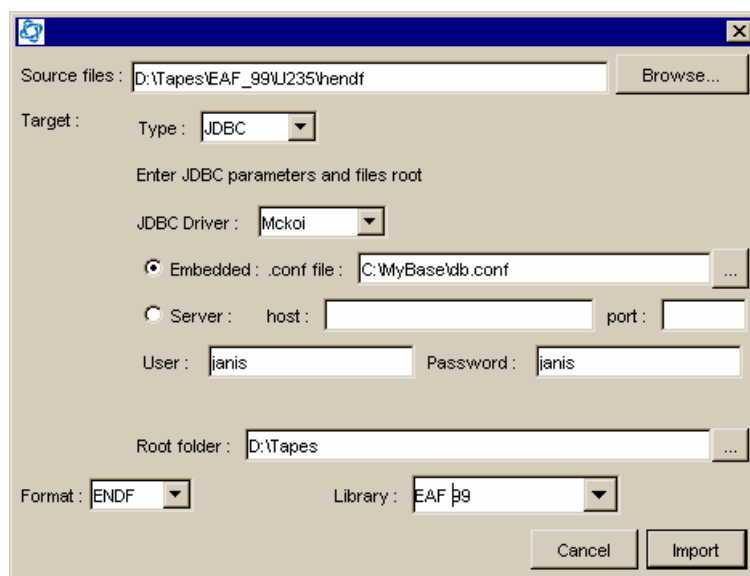 Source files : D:\Tapes\EAF_99\U235\hendf Browse...
Target : Type : JDBC
Enter JDBC parameters and files root
JDBC Driver : Mckoi
Embedded : .conf file : C:\MyBase\db.conf ...
Server : host : port :
User : janis Password : janis
Root folder : D:\Tapes ...
Format : ENDF Library : EAF 99
Cancel Import